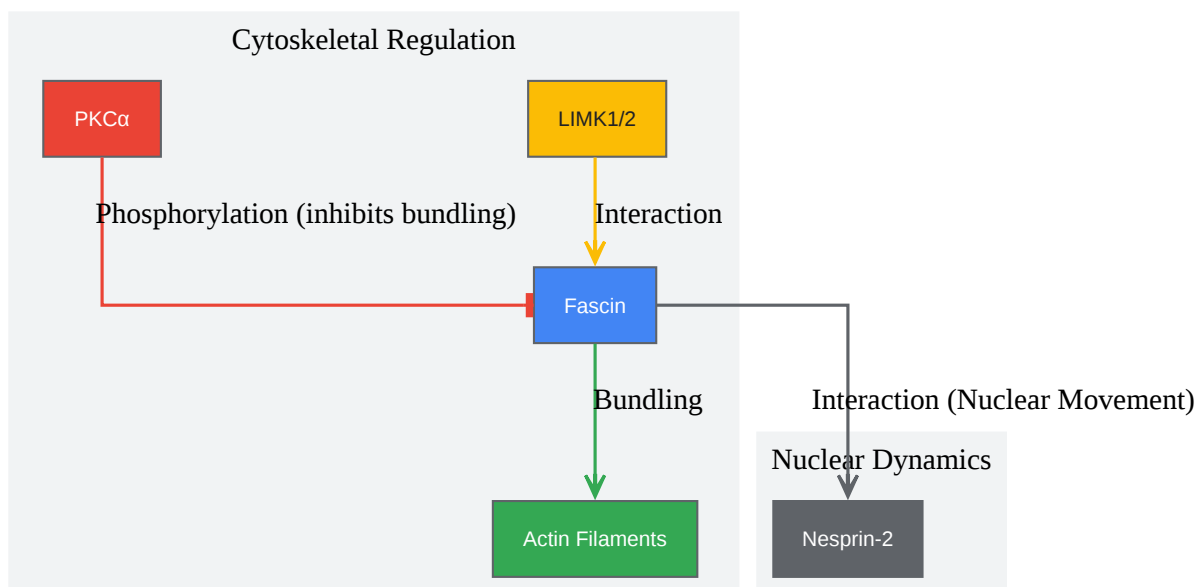 Cytoskeletal Regulation
PKCα
LIMK1/2
Phosphorylation (inhibits bundling)
Interaction
Fascin
Bundling
Interaction (Nuclear Movement)
Nuclear Dynamics
Actin Filaments
Nesprin-2